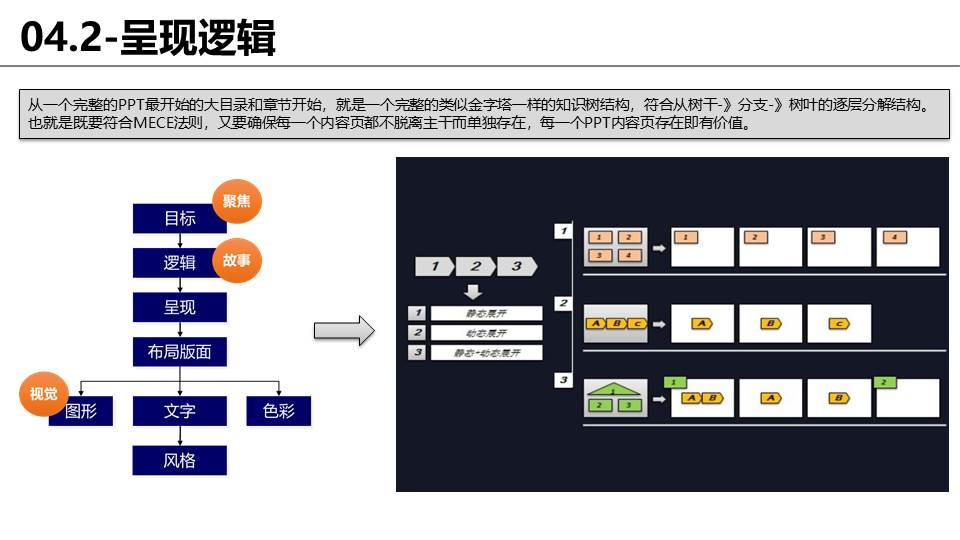 04.2-呈现逻辑
从一个完整的PPT最开始的大目录和章节开始，就是一个完整的类似金字塔一样的知识树结构，符合从树干-》分支-》树叶的逐层分解结构。
也就是既要符合MECE法则，又要确保每一个内容页都不脱离主干而单独存在，每一个PPT内容页存在即有价值。
聚焦
目标
逻辑
故事
呈现
布局版面
视觉
图形
文字
色彩
风格
1 2 3
1 静态展开
2 动态展开
3 静态+动态展开
1
1 2
3 4
1 2 3 4
2
A B C
A B C
3
1
2 3
1
A B
A
B
2